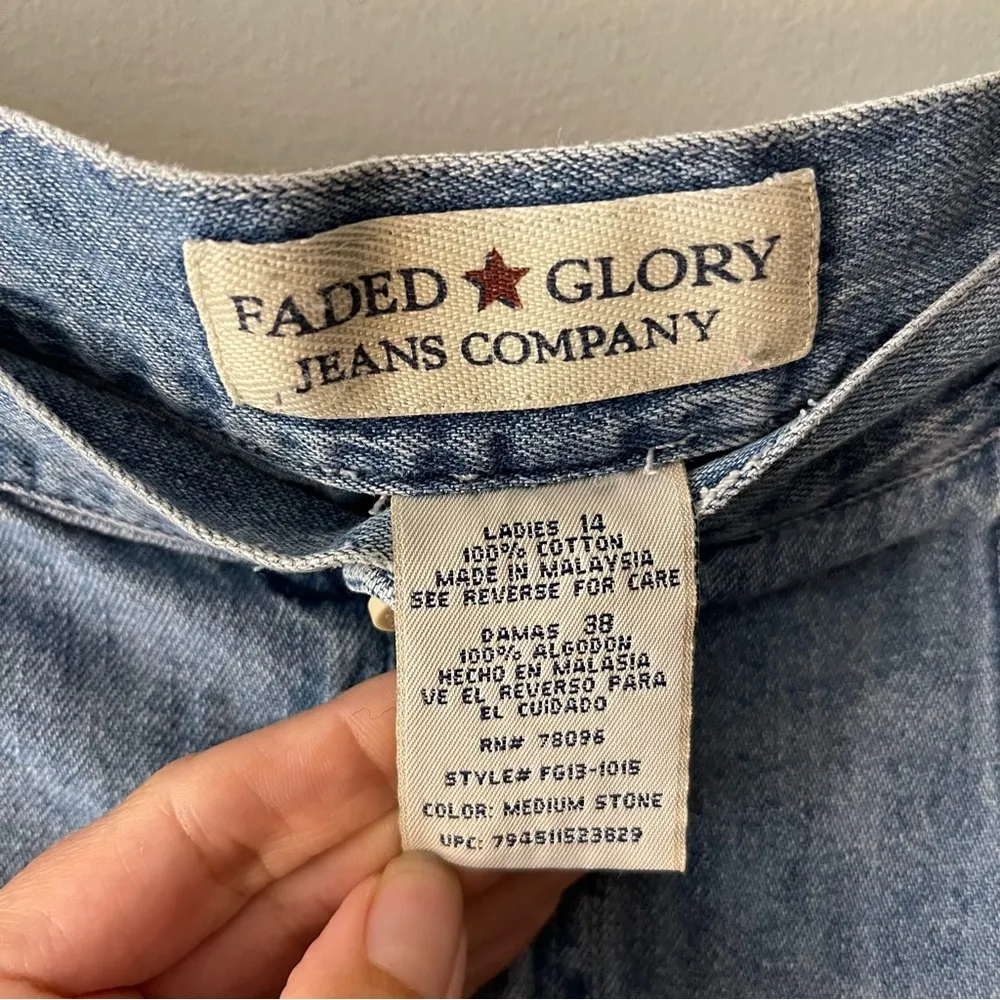 FADED ★ GLORY
JEANS COMPANY
LADIES 14
100% COTTON
MADE IN MALAYSIA
SEE REVERSE FOR CARE
DAMAS 38
100% ALGODON
HECHO EN MALASIA
VE EL REVERSO PARA
EL CUIDADO
RN# 78096
STYLE# FG13-1015
COLOR: MEDIUM STONE
UPC: 794511523629